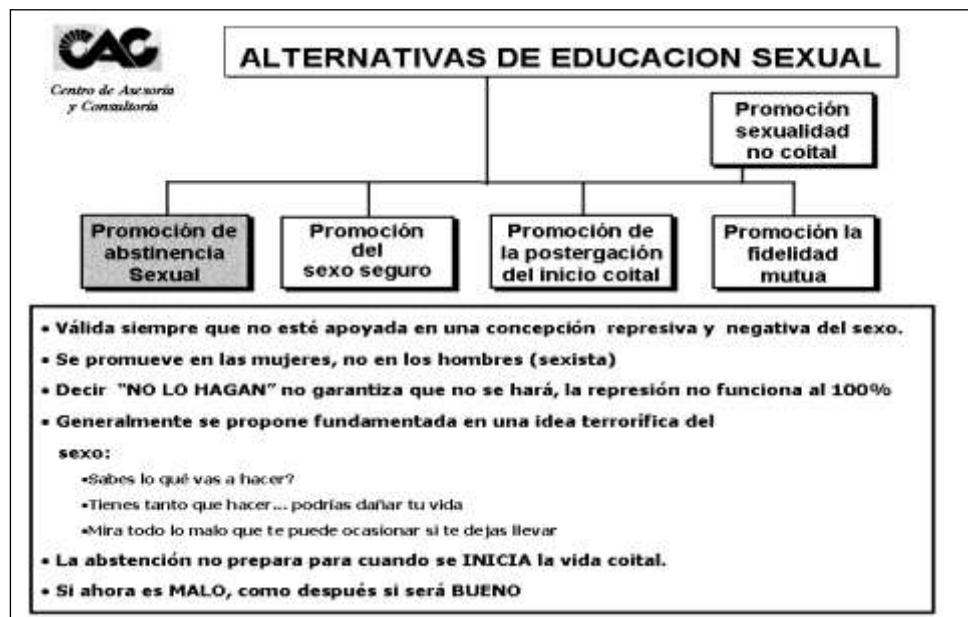 CAC
Centro de Asesoría
y Consultoría
ALTERNATIVAS DE EDUCACION SEXUAL
Promoción
sexualidad
no coital
Promoción de
abstinencia
Sexual
Promoción
del
sexo seguro
Promoción de
la postergación
del inicio coital
Promoción la
fidelidad
mutua
• Válida siempre que no esté apoyada en una concepción represiva y negativa del sexo.
• Se promueve en las mujeres, no en los hombres (sexista)
• Decir "NO LO HAGAN" no garantiza que no se hará, la represión no funciona al 100%
• Generalmente se propone fundamentada en una idea terrorífica del
sexo:
•Sabes lo qué vas a hacer?
•Tienes tanto que hacer... podrías dañar tu vida
•Mira todo lo malo que te puede ocasionar si te dejas llevar
• La abstención no prepara para cuando se INICIA la vida coital.
• Si ahora es MALO, como después si será BUENO